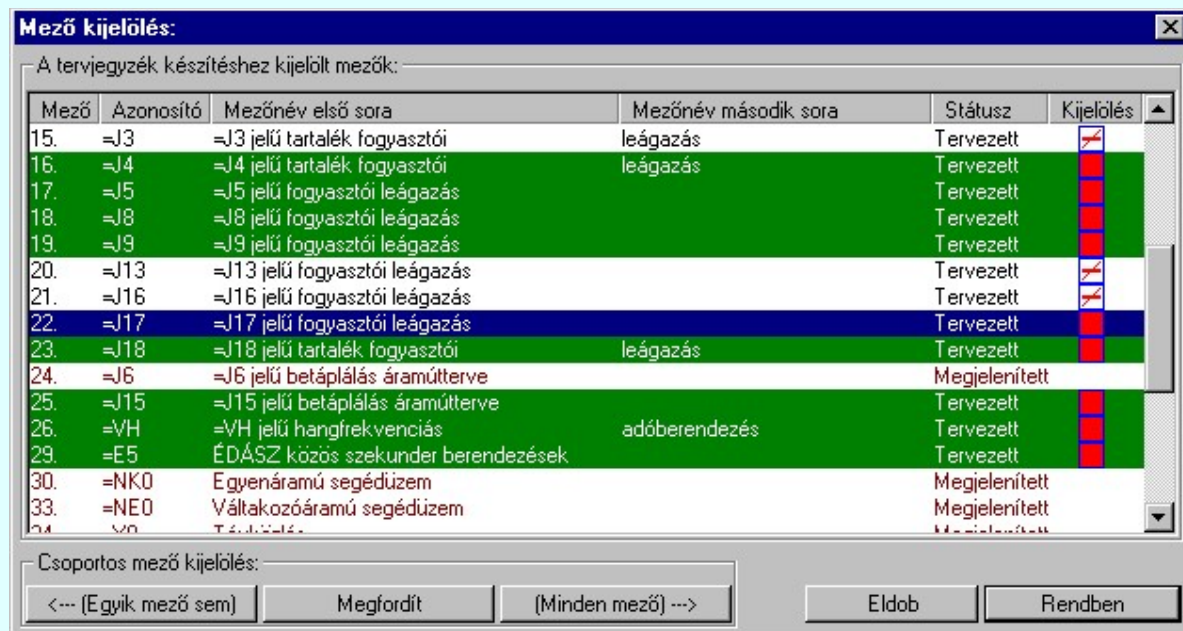 Mező kijelölés:
A tervjegyzék készítéshez kijelölt mezők:
Mező Azonosító Mezőnév első sora Mezőnév második sora Státusz Kijelölés
15. =J3 =J3 jelű tartalék fogyasztói leágazás Tervezett
16. =J4 =J4 jelű tartalék fogyasztói leágazás Tervezett
17. =J5 =J5 jelű fogyasztói leágazás Tervezett
18. =J8 =J8 jelű fogyasztói leágazás Tervezett
19. =J9 =J9 jelű fogyasztói leágazás Tervezett
20. =J13 =J13 jelű fogyasztói leágazás Tervezett
21. =J16 =J16 jelű fogyasztói leágazás Tervezett
22. =J17 =J17 jelű fogyasztói leágazás Tervezett
23. =J18 =J18 jelű tartalék fogyasztói leágazás Tervezett
24. =J6 =J6 jelű betáplálás áramútterve Megjelenített
25. =J15 =J15 jelű betáplálás áramútterve Tervezett
26. =VH =VH jelű hangfrekvenciás adóberendezés Tervezett
29. =E5 ÉDÁSZ közös szekunder berendezések Tervezett
30. =NK0 Egyenáramú segédüzem Megjelenített
33. =NE0 Váltakozóáramú segédüzem Megjelenített
Csoportos mező kijelölés:
<--- (Egyik mező sem) Megfordít (Minden mező) ---> Eldob Rendben